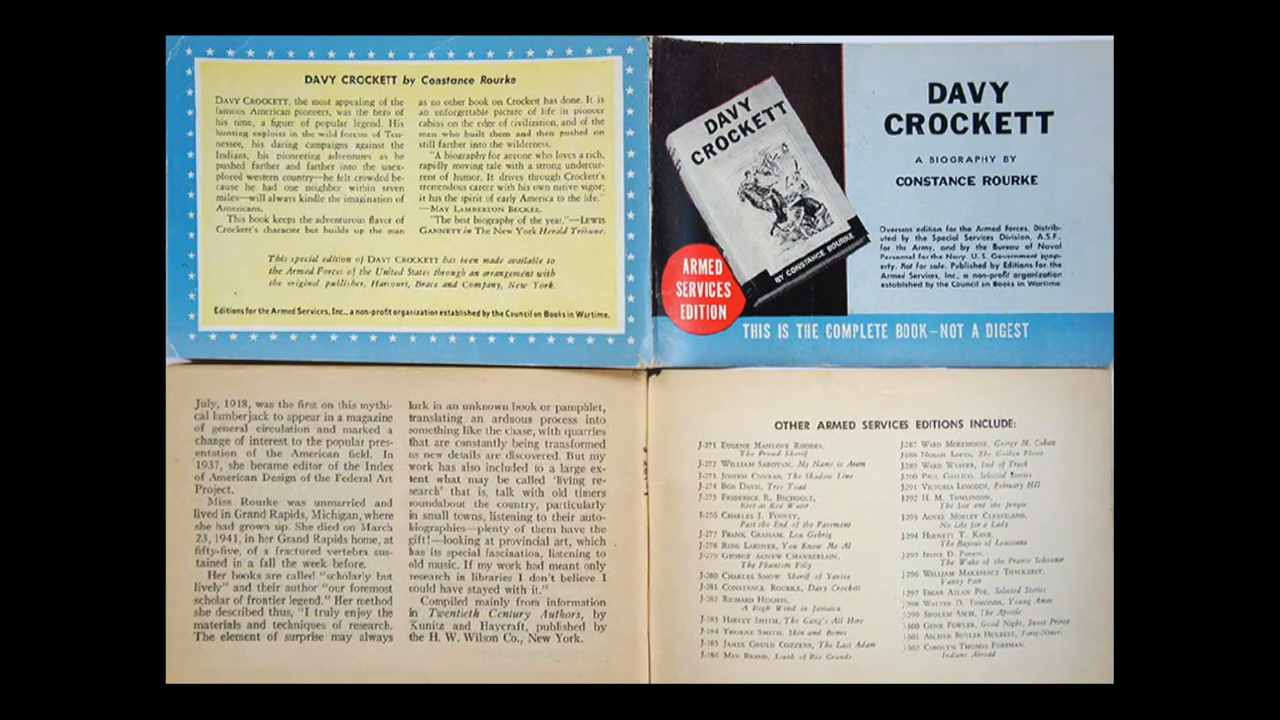 DAVY CROCKETT by Constance Rourke
DAVY CROCKETT, the most appealing of the
famous American pioneers, was the hero of
his time, a figure of popular legend. His
hunting exploits in the wild forests of Ten-
nessee, his daring campaigns against the
Indians, his pioneering adventures as he
pushed farther and farther into the unex-
plored western country—he felt crowded be-
cause he had one neighbor within seven
miles—will always kindle the imagination of
Americans.
This book keeps the adventurous flavor of
Crockett's character but builds up the man
as no other book on Crockett has done. It is
an unforgettable picture of life in pioneer
cabins on the edge of civilization, and of the
men who built them and then pushed on
still farther into the wilderness.
"A biography for anyone who loves a rich,
rapidly moving tale with a strong undercur-
rent of humor. It drives through Crockett's
tremendous career with his own native vigor;
it has the spirit of early America to the life."
—MAY LAMBERTON BECKER.
"The best biography of the year."—LEWIS
GANNETT in The New York Herald Tribune.
This special edition of DAVY CROCKETT has been made available to
the Armed Forces of the United States through an arrangement with
the original publisher, Harcourt, Brace and Company, New York.
Editions for the Armed Services, Inc., a non-profit organization established by the Council on Books in Wartime.
DAVY
CROCKETT
BY CONSTANCE ROURKE
ARMED
SERVICES
EDITION
DAVY
CROCKETT
A BIOGRAPHY BY
CONSTANCE ROURKE
Overseas edition for the Armed Forces. Distrib-
uted by the Special Services Division, A.S.F.,
for the Army, and by the Bureau of Naval
Personnel for the Navy. U. S. Government prop-
erty. Not for sale. Published by Editions for the
Armed Services, Inc., a non-profit organization
established by the Council on Books in Wartime
THIS IS THE COMPLETE BOOK—NOT A DIGEST
July, 1918, was the first on this mythi-
cal lumberjack to appear in a magazine
of general circulation and marked a
change of interest to the popular pres-
entation of the American field. In
1937, she became editor of the Index
of American Design of the Federal Art
Project.
Miss Rourke was unmarried and
lived in Grand Rapids, Michigan, where
she had grown up. She died on March
23, 1941, in her Grand Rapids home, at
fifty-five, of a fractured vertebra sus-
tained in a fall the week before.
Her books are called "scholarly but
lively" and their author "our foremost
scholar of frontier legend." Her method
she described thus, "I truly enjoy the
materials and techniques of research.
The element of surprise may always
lurk in an unknown book or pamphlet,
translating an arduous process into
something like the chase, with quarries
that are constantly being transformed
as new details are discovered. But my
work has also included to a large ex-
tent what may be called 'living re-
search' that is, talk with old timers
roundabout the country, particularly
in small towns, listening to their auto-
biographies—plenty of them have the
gift!—looking at provincial art, which
has its special fascination, listening to
old music. If my work had meant only
research in libraries I don't believe I
could have stayed with it."
Compiled mainly from information
in Twentieth Century Authors, by
Kunitz and Haycraft, published by
the H. W. Wilson Co., New York.
OTHER ARMED SERVICES EDITIONS INCLUDE:
J-271 EUGENE MANLOVE RHODES,
The Proud Sherif
J-272 WILLIAM SAROYAN, My Name is Aram
J-273 JOSEPH CONRAD, The Shadow Line
J-274 BOB DAVIS, Tree Toad
J-275 FREDERICK R. BECHDOLT,
Riot at Red Water
J-276 CHARLES J. FINNEY,
Past the End of the Pavement
J-277 FRANK GRAHAM, Lou Gehrig
J-278 RING LARDNER, You Know Me Al
J-279 GEORGE AGNEW CHAMBERLAIN,
The Phantom Filly
J-280 CHARLES SNOW, Sherif of Yavisa
J-281 CONSTANCE ROURKE, Davy Crockett
J-282 RICHARD HUGHES,
A High Wind in Jamaica
J-283 HARVEY SMITH, The Gang's All Here
J-284 THORNE SMITH, Skin and Bones
J-285 JAMES GOULD COZZENS, The Last Adam
J-286 MAX BRAND, South of Rio Grande
J-287 WARD MOREHOUSE, George M. Cohan
J-288 NORAH LOFTS, The Golden Fleece
J-289 WARD WEAVER, End of Track
J-290 PAUL GALLICO, Selected Stories
J-291 VICTORIA LINCOLN, February Hill
J-292 H. M. TOMLINSON,
The Sea and the Jungle
J-293 AGNES MORLEY CLEAVELAND,
No Life for a Lady
J-294 HARNETT T. KANE,
The Bayous of Louisiana
J-295 IRENE D. PADEN,
The Wake of the Prairie Schooner
J-296 WILLIAM MAKEPEACE THACKERAY,
Vanity Fair
J-297 EDGAR ALLAN POE, Selected Stories
J-298 WALTER D. EDMONDS, Young Ames
J-299 SHOLEM ASCH, The Apostle
J-300 GENE FOWLER, Good Night, Sweet Prince
J-301 ARCHER BUTLER HULBERT, Forty-Niners
J-302 CAROLYN THOMAS FOREMAN,
Indians Abroad